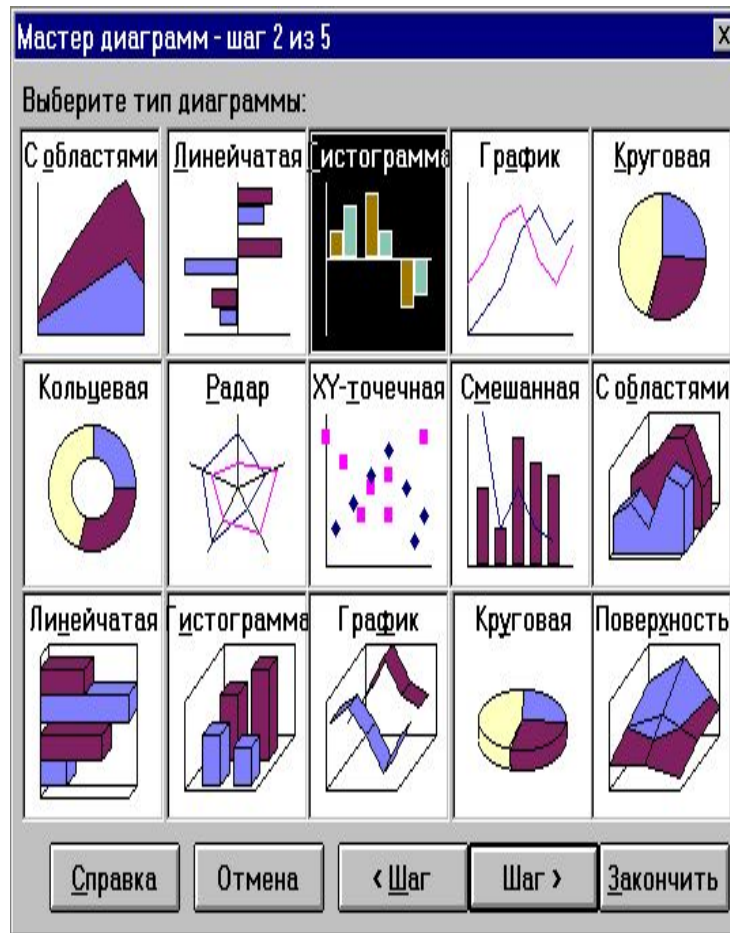 Мастер диаграмм - шаг 2 из 5
Выберите тип диаграммы:
С областями Линейчатая Гистограмма График Круговая
Кольцевая Радар XY-точечная Смешанная С областями
Линейчатая Гистограмма График Круговая Поверхность
Справка Отмена < Шаг Шаг > Закончить